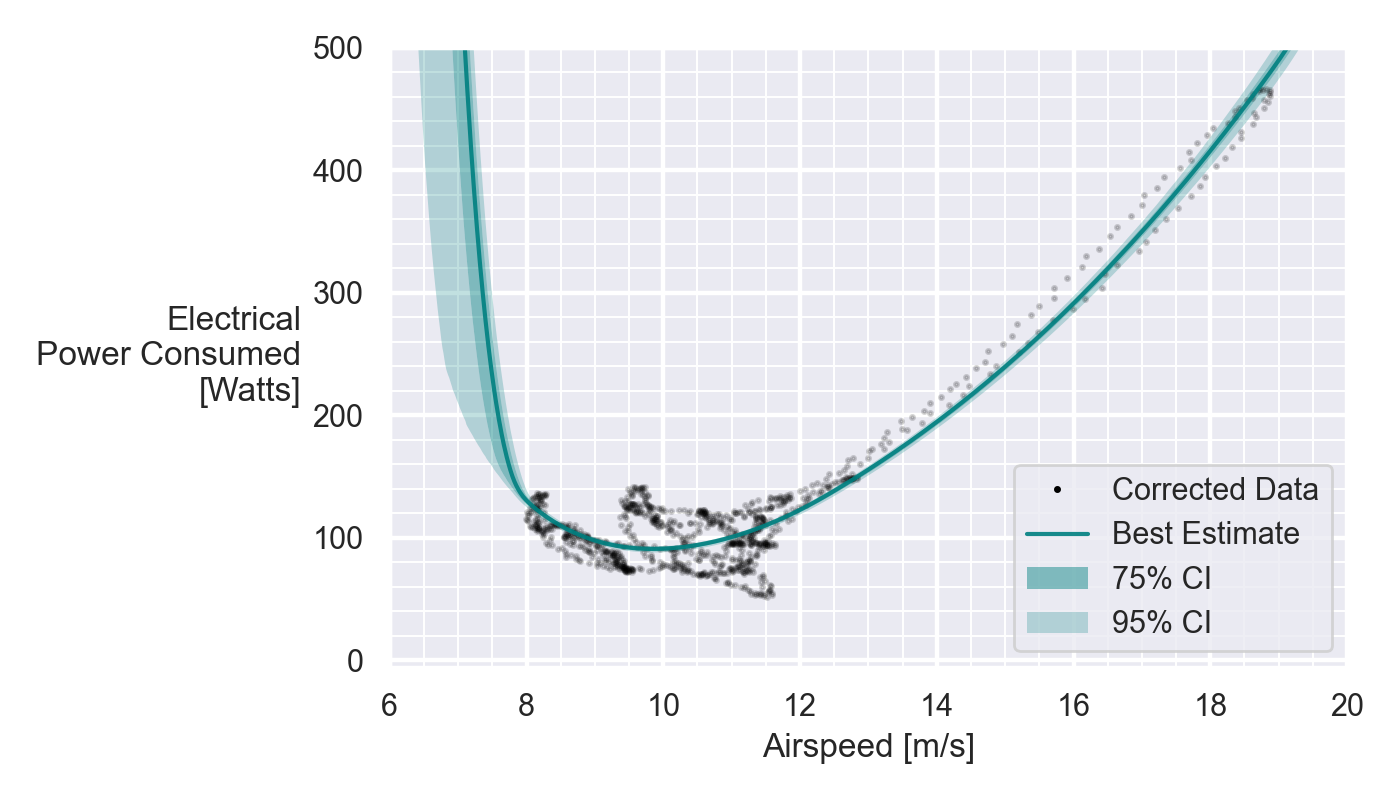 500
400
300
200
100
0
Electrical
Power Consumed
[Watts]
Corrected Data
Best Estimate
75% CI
95% CI
6 8 10 12 14 16 18 20
Airspeed [m/s]